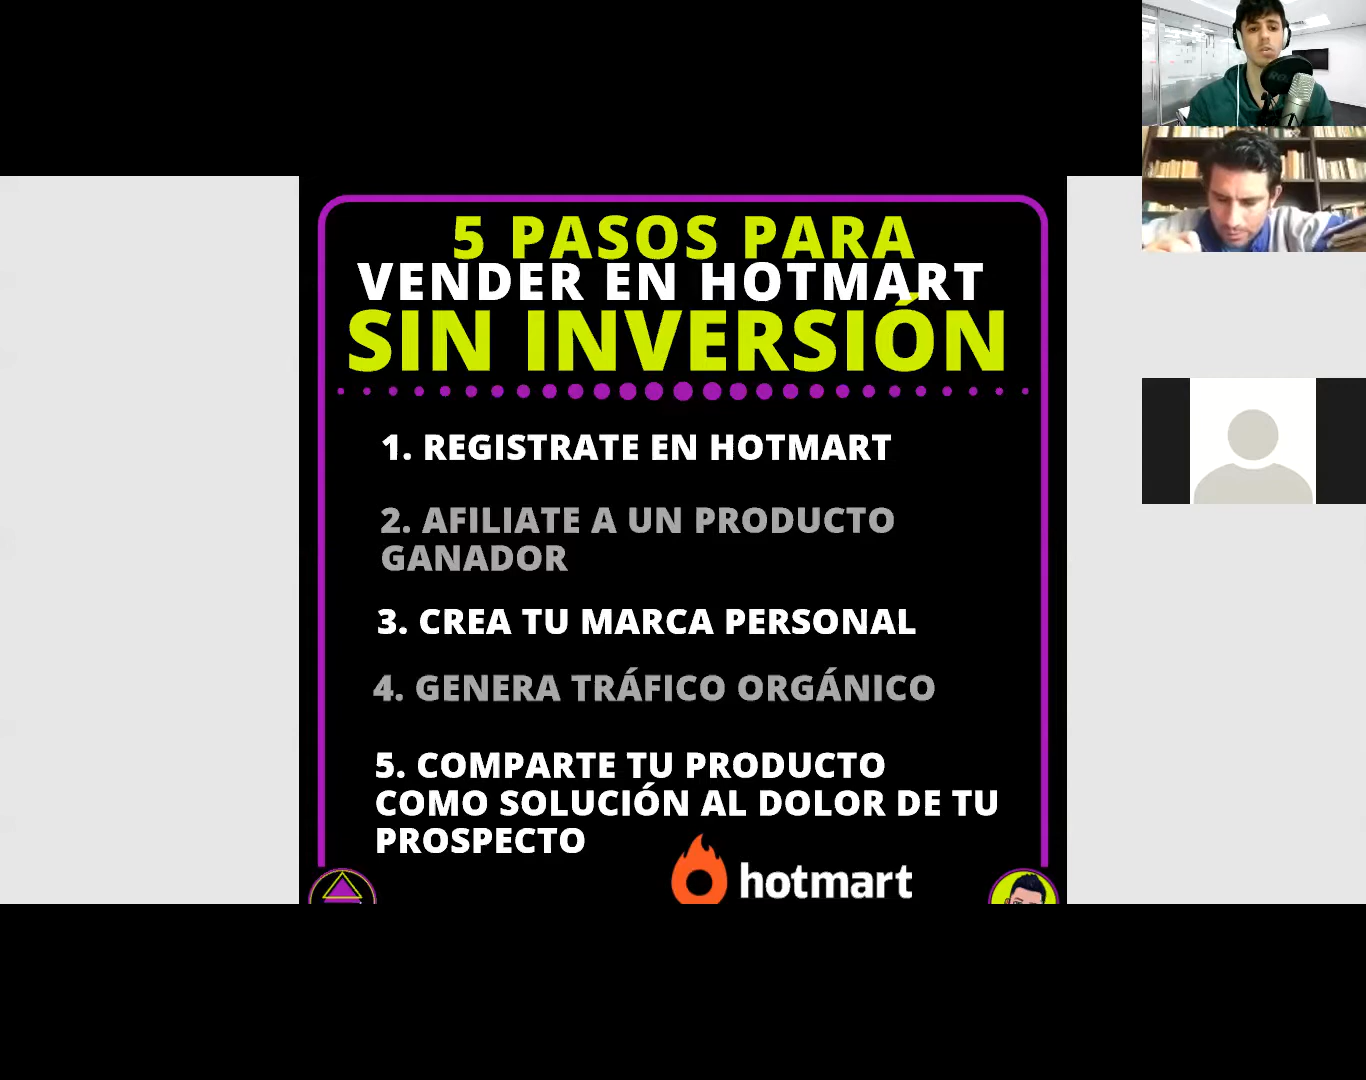 5 PASOS PARA
VENDER EN HOTMART
SIN INVERSIÓN
1. REGISTRATE EN HOTMART
2. AFILIATE A UN PRODUCTO
GANADOR
3. CREA TU MARCA PERSONAL
4. GENERA TRÁFICO ORGÁNICO
5. COMPARTE TU PRODUCTO
COMO SOLUCIÓN AL DOLOR DE TU
PROSPECTO
hotmart